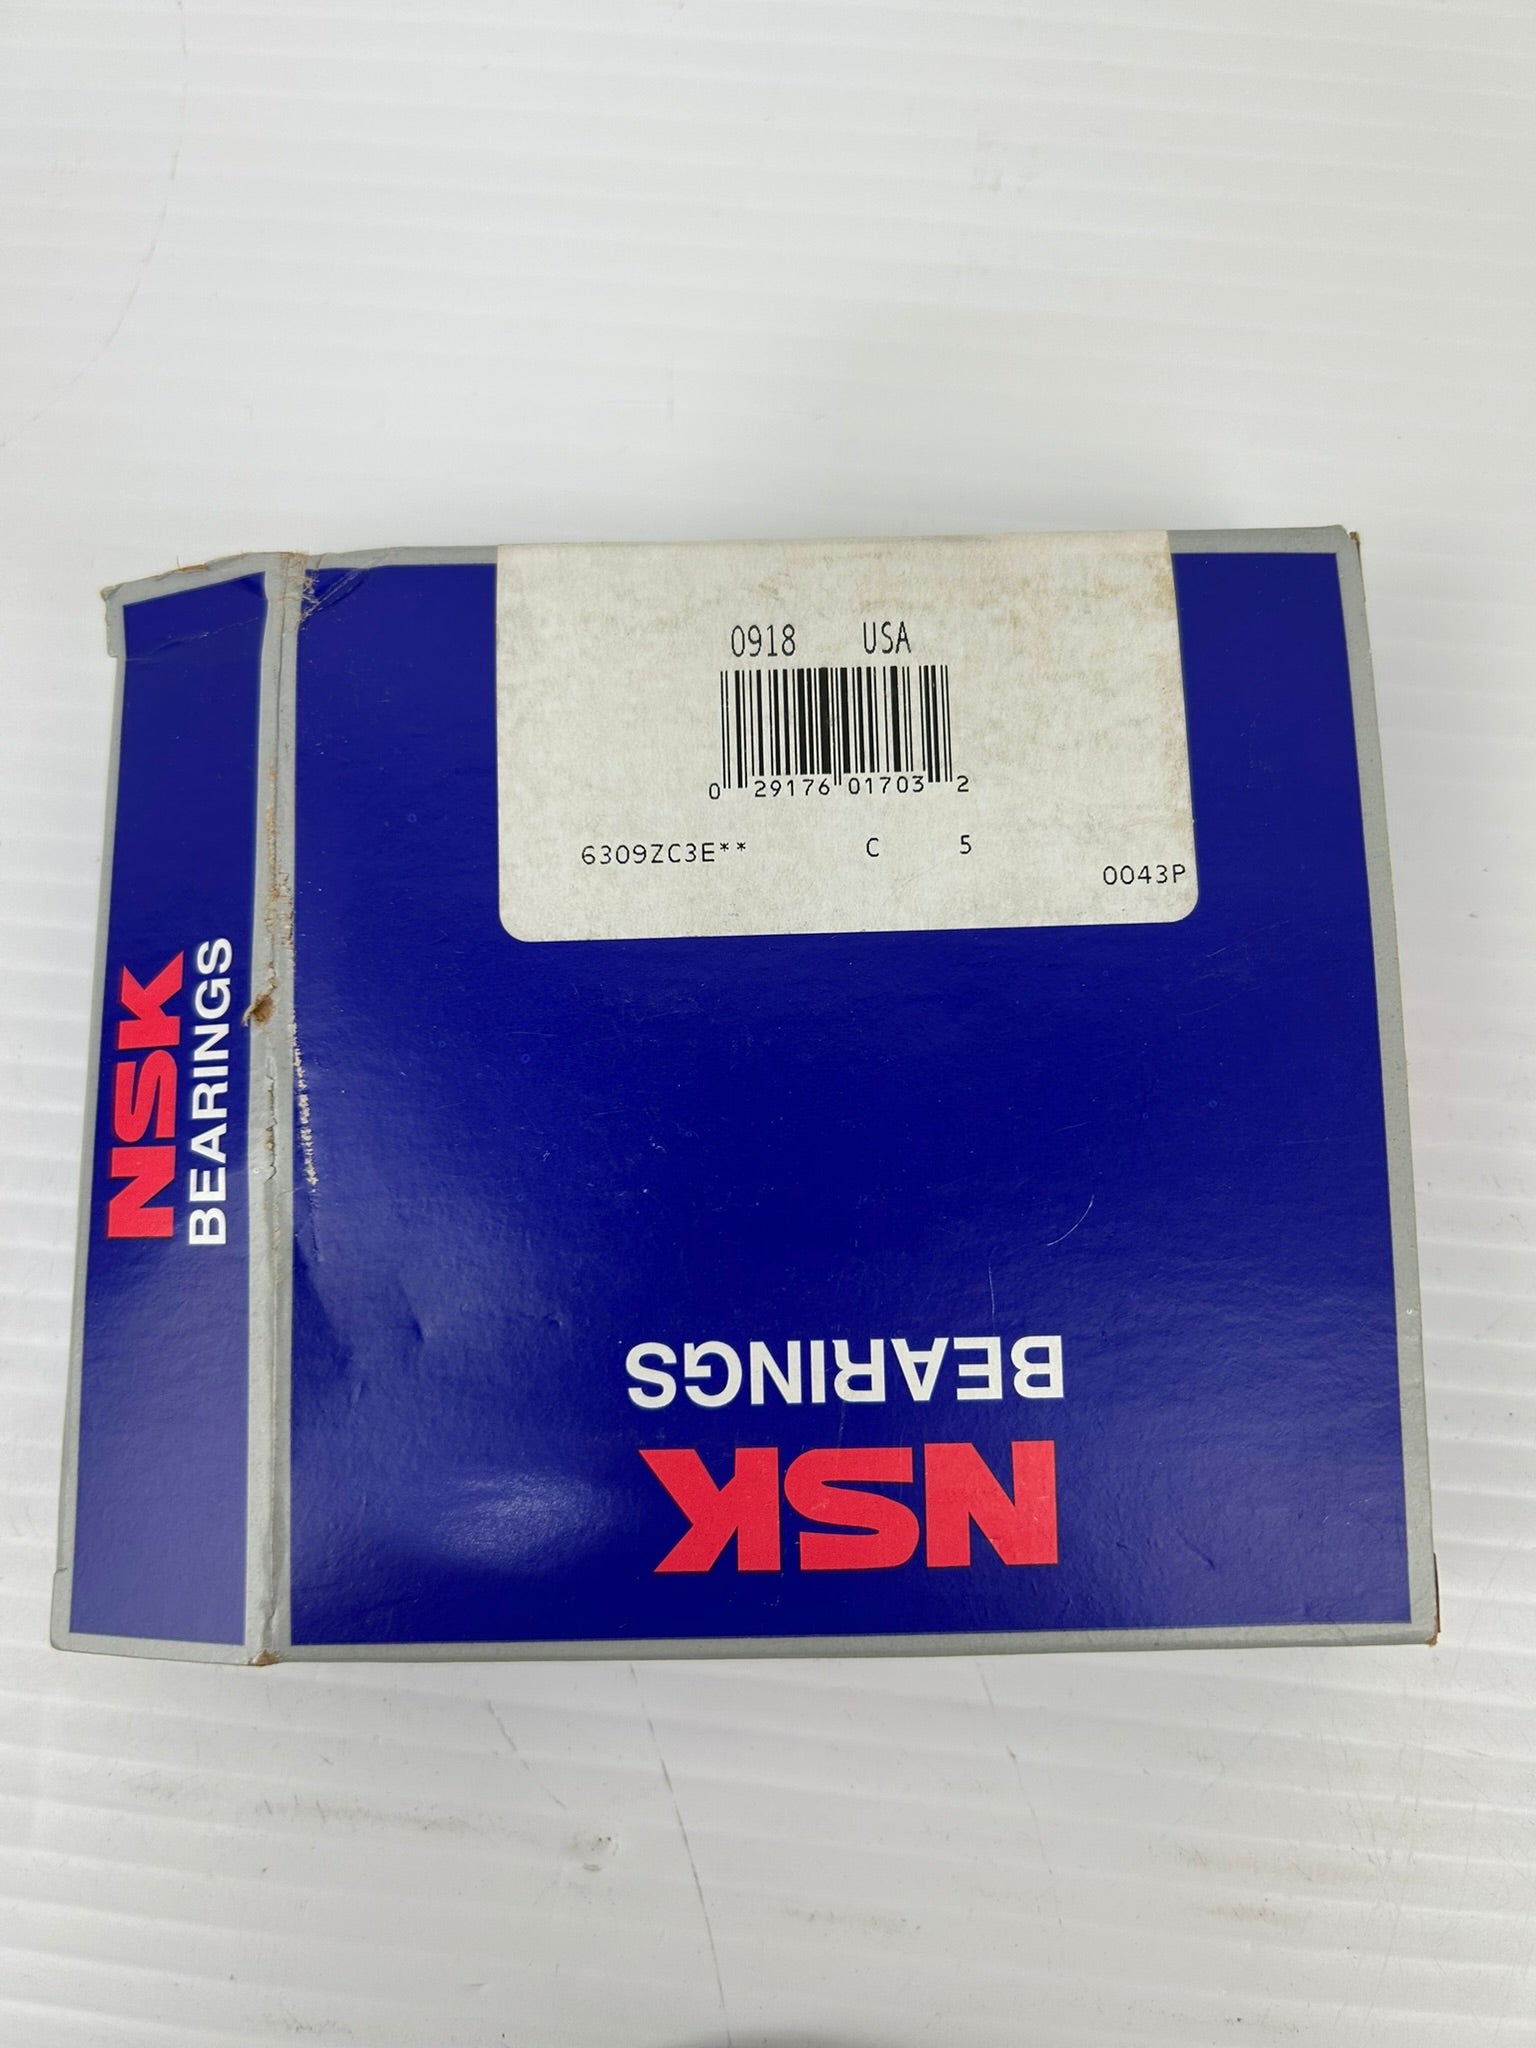 0918 USA
0 29176 01703 2
6309ZC3E** C 5
0043P
NSK
BEARINGS
NSK
BEARINGS